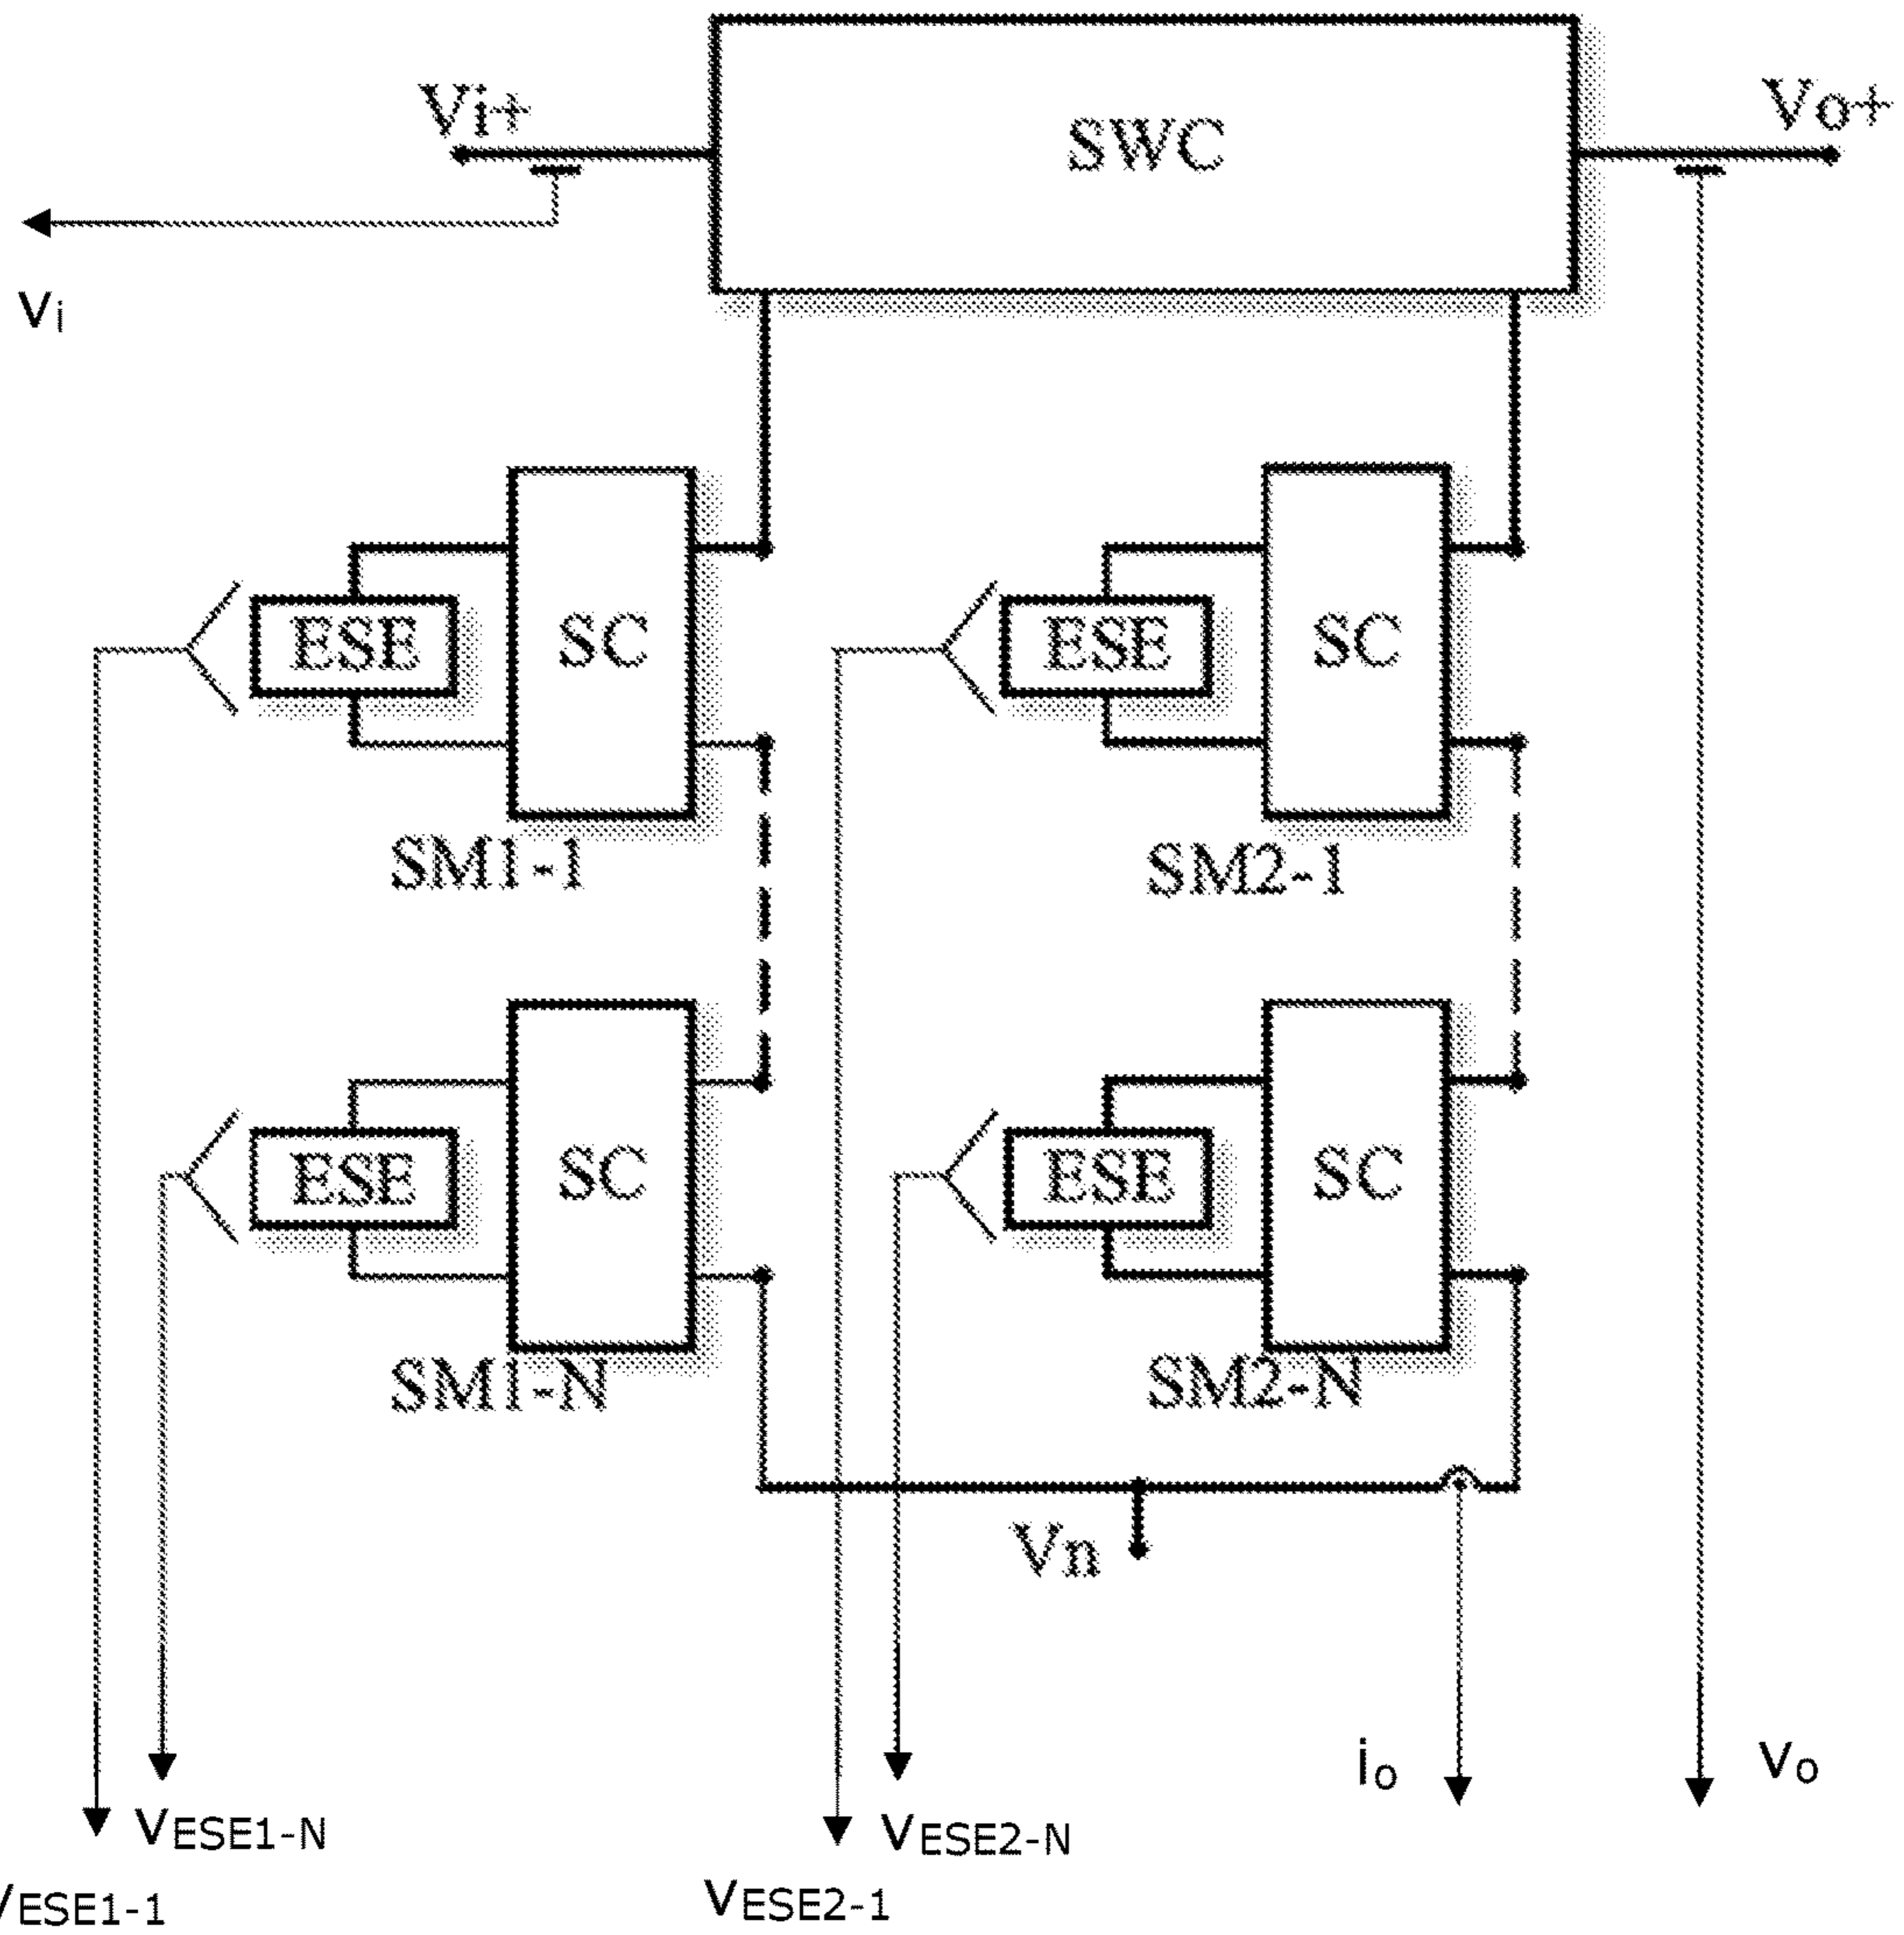 Vi+
SWC
Vo+
vi
ESE
SC
ESE
SC
SM1-1
SM2-1
ESE
SC
ESE
SC
SM1-N
SM2-N
Vn
io
vo
vESE1-N
vESE2-N
vESE1-1
vESE2-1